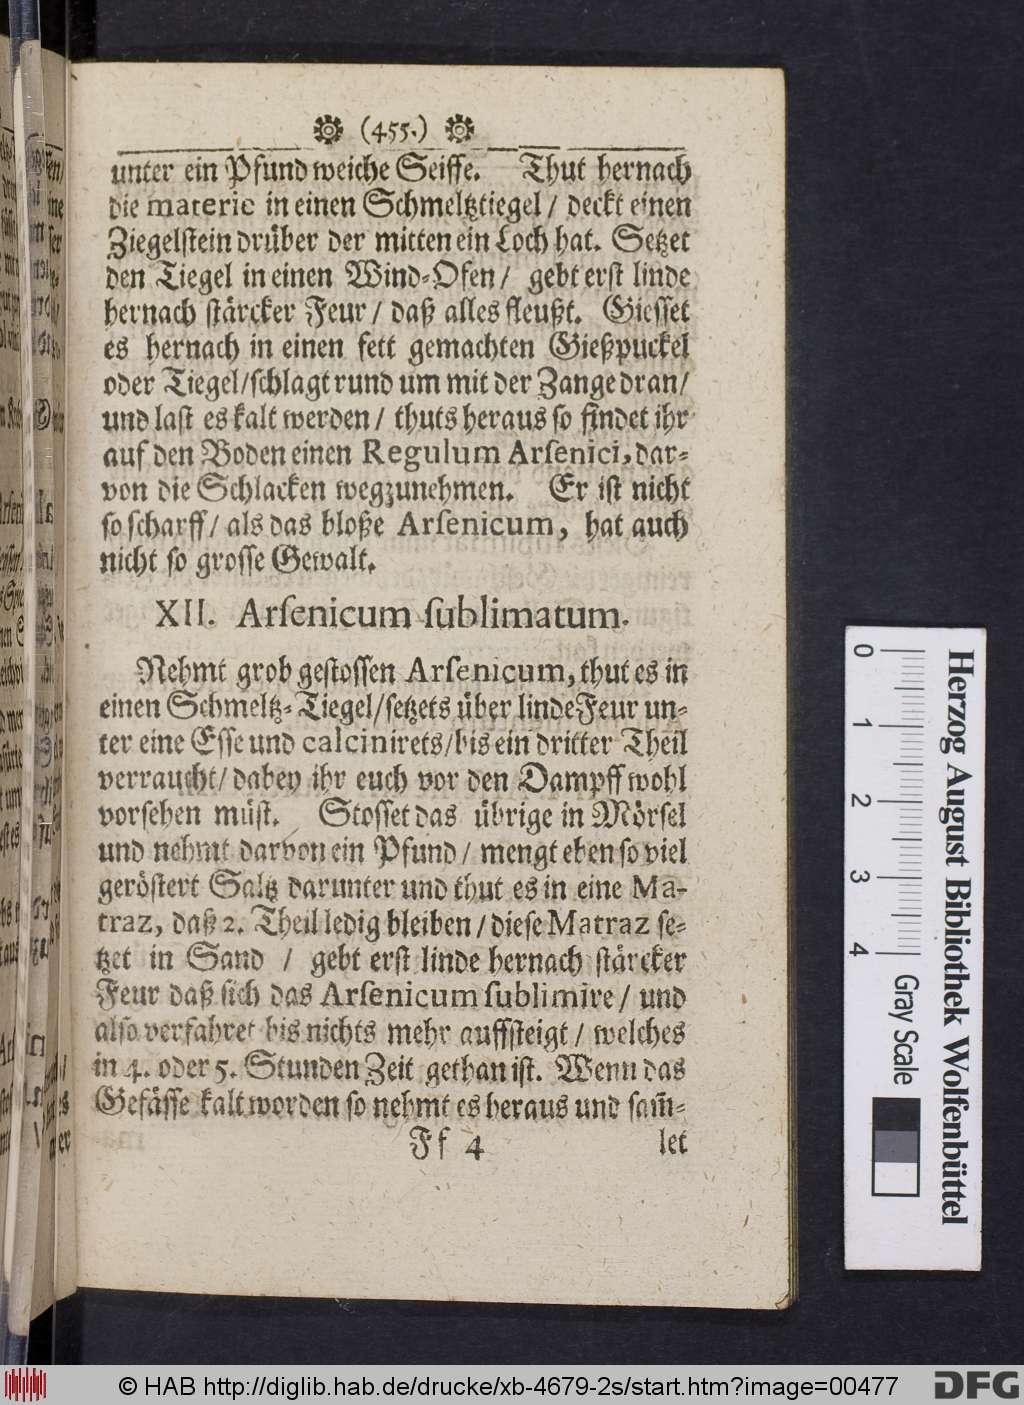 (455.)
unter ein Pfund weiche Seiffe. Thut hernach
die materie in einen Schmeltztiegel / deckt einen
Ziegelstein drüber der mitten ein Loch hat. Setzet
den Tiegel in einen Wind-Ofen / gebt erst linde
hernach stärcker Feur / daß alles fleußt. Giesset
es hernach in einen fett gemachten Gießpuckel
oder Tiegel/schlagt rund um mit der Zange dran/
und last es kalt werden / thuts heraus so findet ihr
auf den Boden einen Regulum Arſenici, dar-
von die Schlacken wegzunehmen. Er ist nicht
so scharff / als das bloße Arſenicum, hat auch
nicht so grosse Gewalt.
XII. Arſenicum ſublimatum.
Nehmt grob gestossen Arſenicum, thut es in
einen Schmeltz-Tiegel/setzets über linde Feur un-
ter eine Esse und calcinirets/bis ein dritter Theil
verraucht/ dabey ihr euch vor den Dampff wohl
vorsehen müst. Stosset das übrige in Mörsel
und nehmt darvon ein Pfund / mengt eben so viel
geröstert Saltz darunter und thut es in eine Ma-
traz, daß 2. Theil ledig bleiben / diese Matraz se-
tzet in Sand / gebt erst linde hernach stärcker
Feur daß sich das Arſenicum ſublimire / und
also verfahret bis nichts mehr auffsteigt / welches
in 4. oder 5. Stunden Zeit gethan ist. Wenn das
Gefässe kalt worden so nehmt es heraus und sam̃-
Ff 4 let
0 1 2 3 4
Gray Scale
Herzog August Bibliothek Wolfenbüttel
© HAB http://diglib.hab.de/drucke/xb-4679-2s/start.htm?image=00477
DFG